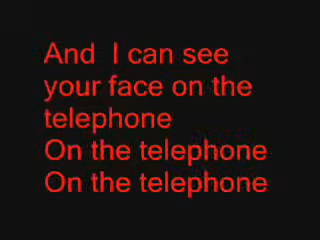 And  I can see
your face on the
telephone
On the telephone
On the telephone